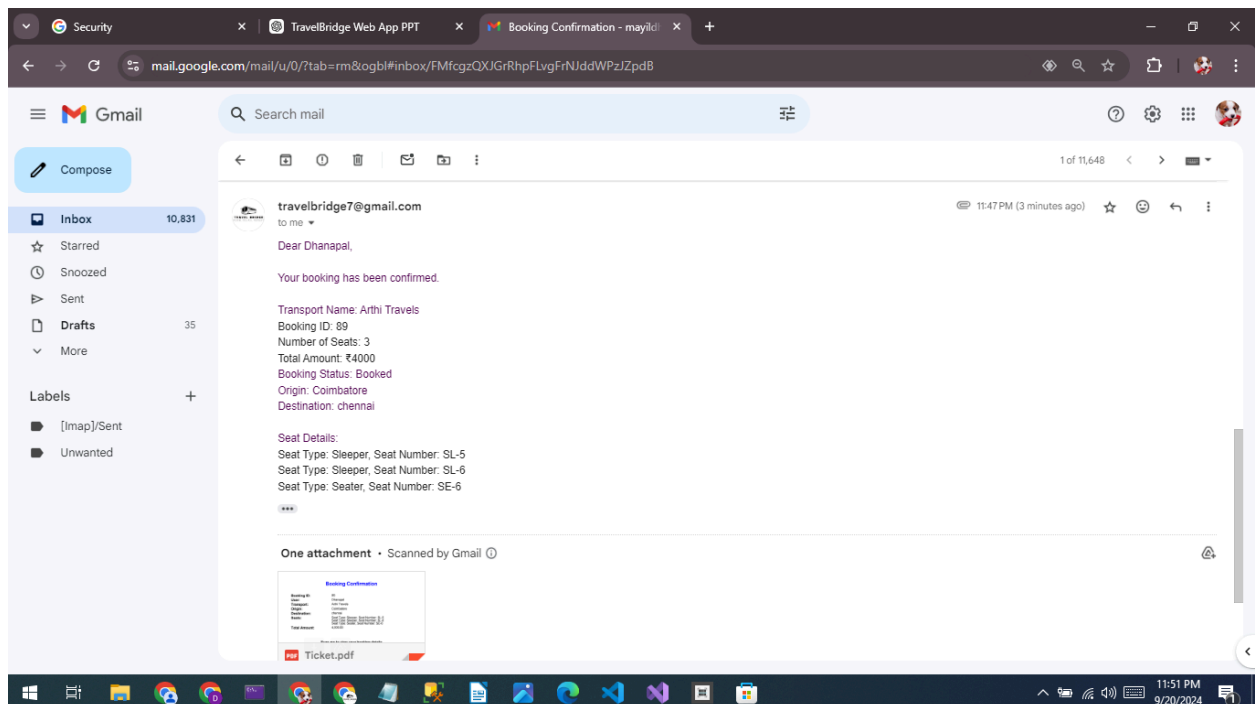 Security
TravelBridge Web App PPT
Booking Confirmation - mayild
mail.google.com/mail/u/0/?tab=rm&ogbl#inbox/FMfcgzQXJGrRhpFLvgFrNJddWPzJZpdB
Gmail
Search mail
Compose
1 of 11,648
Inbox 10,831
Starred
Snoozed
Sent
Drafts 35
More
Labels
[Imap]/Sent
Unwanted
travelbridge7@gmail.com
11:47 PM (3 minutes ago)
to me
Dear Dhanapal,
Your booking has been confirmed.
Transport Name: Arthi Travels
Booking ID: 89
Number of Seats: 3
Total Amount: ₹4000
Booking Status: Booked
Origin: Coimbatore
Destination: chennai
Seat Details:
Seat Type: Sleeper, Seat Number: SL-5
Seat Type: Sleeper, Seat Number: SL-6
Seat Type: Seater, Seat Number: SE-6
One attachment • Scanned by Gmail
Booking Confirmation
PDF Ticket.pdf
11:51 PM
9/20/2024